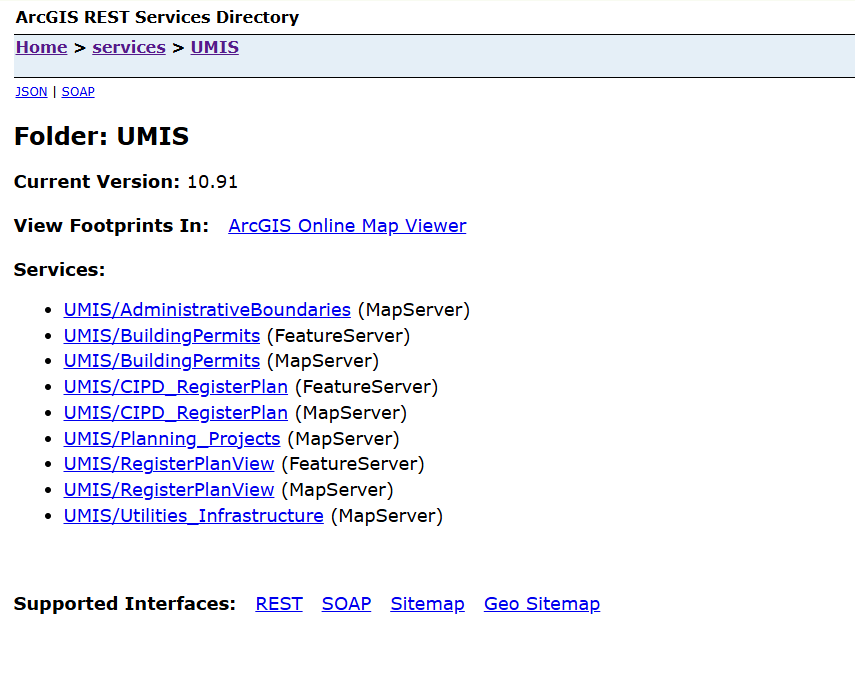 ArcGIS REST Services Directory
Home > services > UMIS
JSON | SOAP
Folder: UMIS
Current Version: 10.91
View Footprints In: ArcGIS Online Map Viewer
Services:
• UMIS/AdministrativeBoundaries (MapServer)
• UMIS/BuildingPermits (FeatureServer)
• UMIS/BuildingPermits (MapServer)
• UMIS/CIPD_RegisterPlan (FeatureServer)
• UMIS/CIPD_RegisterPlan (MapServer)
• UMIS/Planning_Projects (MapServer)
• UMIS/RegisterPlanView (FeatureServer)
• UMIS/RegisterPlanView (MapServer)
• UMIS/Utilities_Infrastructure (MapServer)
Supported Interfaces: REST SOAP Sitemap Geo Sitemap